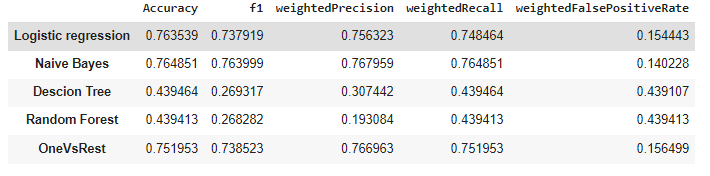 Accuracy f1 weightedPrecision weightedRecall weightedFalsePositiveRate
Logistic regression 0.763539 0.737919 0.756323 0.748464 0.154443
Naive Bayes 0.764851 0.763999 0.767959 0.764851 0.140228
Descion Tree 0.439464 0.269317 0.307442 0.439464 0.439107
Random Forest 0.439413 0.268282 0.193084 0.439413 0.439413
OneVsRest 0.751953 0.738523 0.766963 0.751953 0.156499